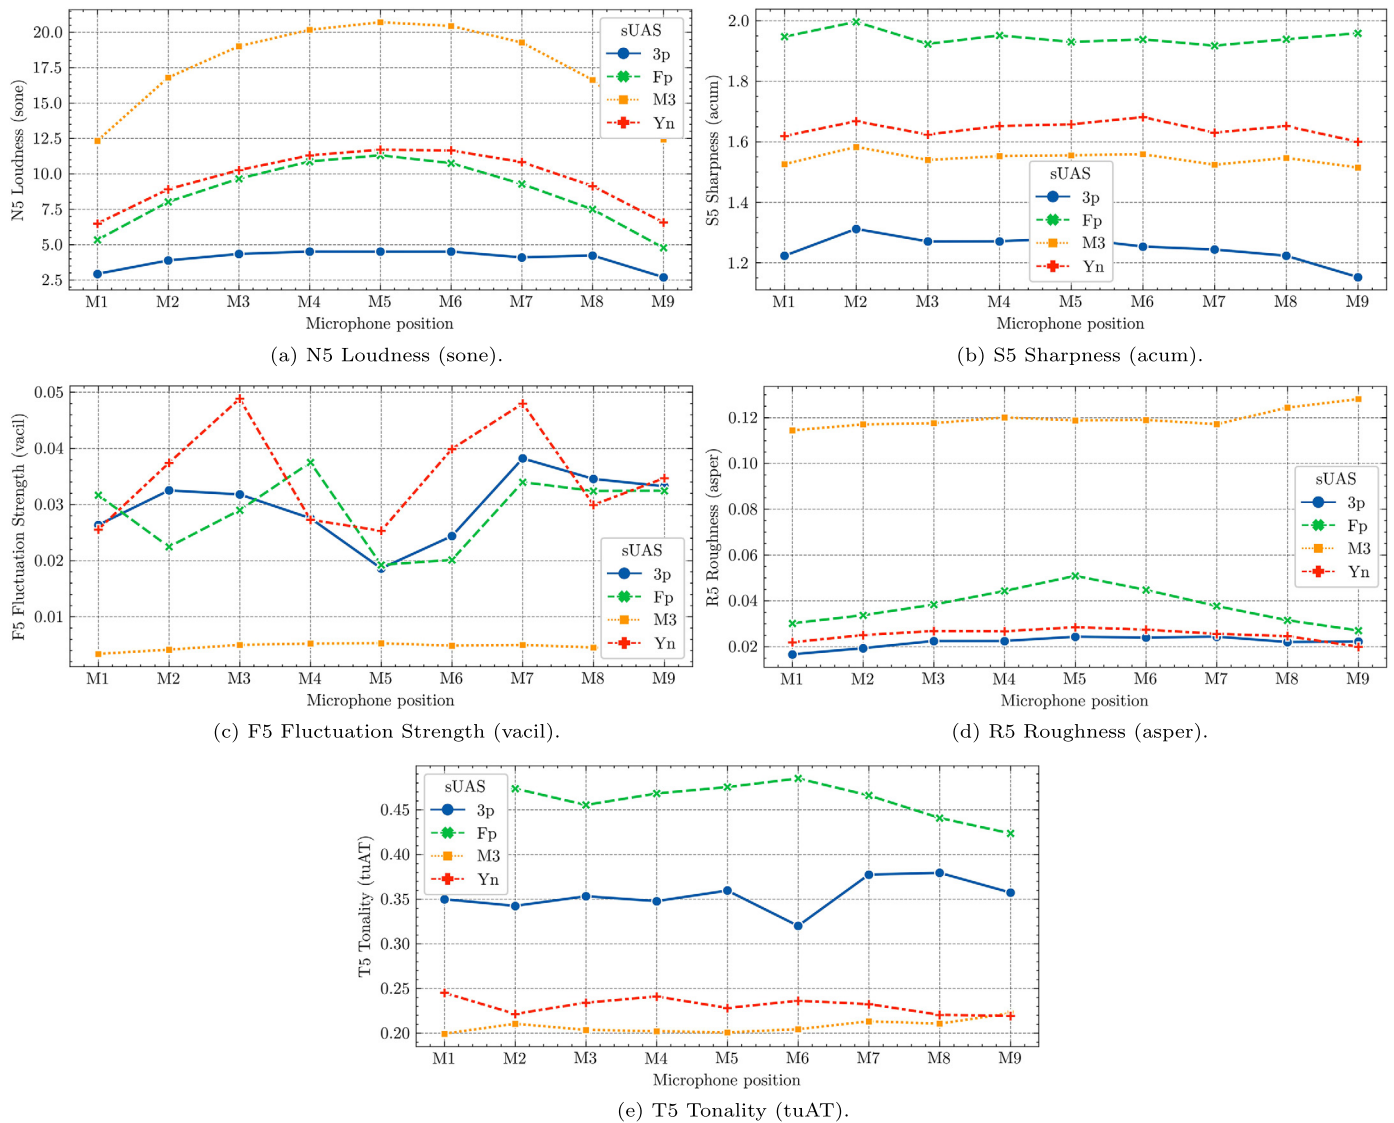 20.0
17.5
15.0
12.5
10.0
7.5
5.0
2.5
N5 Loudness (sone)
sUAS
3p
Fp
M3
Yn
M1 M2 M3 M4 M5 M6 M7 M8 M9
Microphone position
(a) N5 Loudness (sone).
2.0
1.8
1.6
1.4
1.2
S5 Sharpness (acum)
sUAS
3p
Fp
M3
Yn
M1 M2 M3 M4 M5 M6 M7 M8 M9
Microphone position
(b) S5 Sharpness (acum).
0.05
0.04
0.03
0.02
0.01
F5 Fluctuation Strength (vacil)
sUAS
3p
Fp
M3
Yn
M1 M2 M3 M4 M5 M6 M7 M8 M9
Microphone position
(c) F5 Fluctuation Strength (vacil).
0.12
0.10
0.08
0.06
0.04
0.02
R5 Roughness (asper)
sUAS
3p
Fp
M3
Yn
M1 M2 M3 M4 M5 M6 M7 M8 M9
Microphone position
(d) R5 Roughness (asper).
0.45
0.40
0.35
0.30
0.25
0.20
T5 Tonality (tuAT)
sUAS
3p
Fp
M3
Yn
M1 M2 M3 M4 M5 M6 M7 M8 M9
Microphone position
(e) T5 Tonality (tuAT).